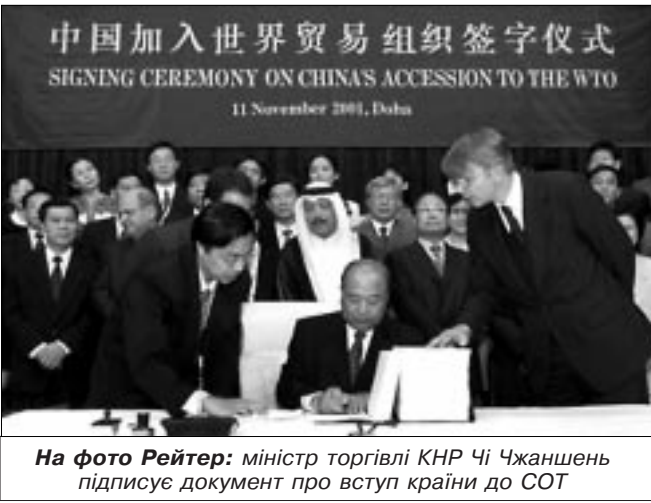 中国加入世界贸易组织签字仪式
SIGNING CEREMONY ON CHINA'S ACCESSION TO THE WTO
11 November 2001, Doha
На фото Рейтер: міністр торгівлі КНР Чі Чжаншень
підписує документ про вступ країни до СОТ